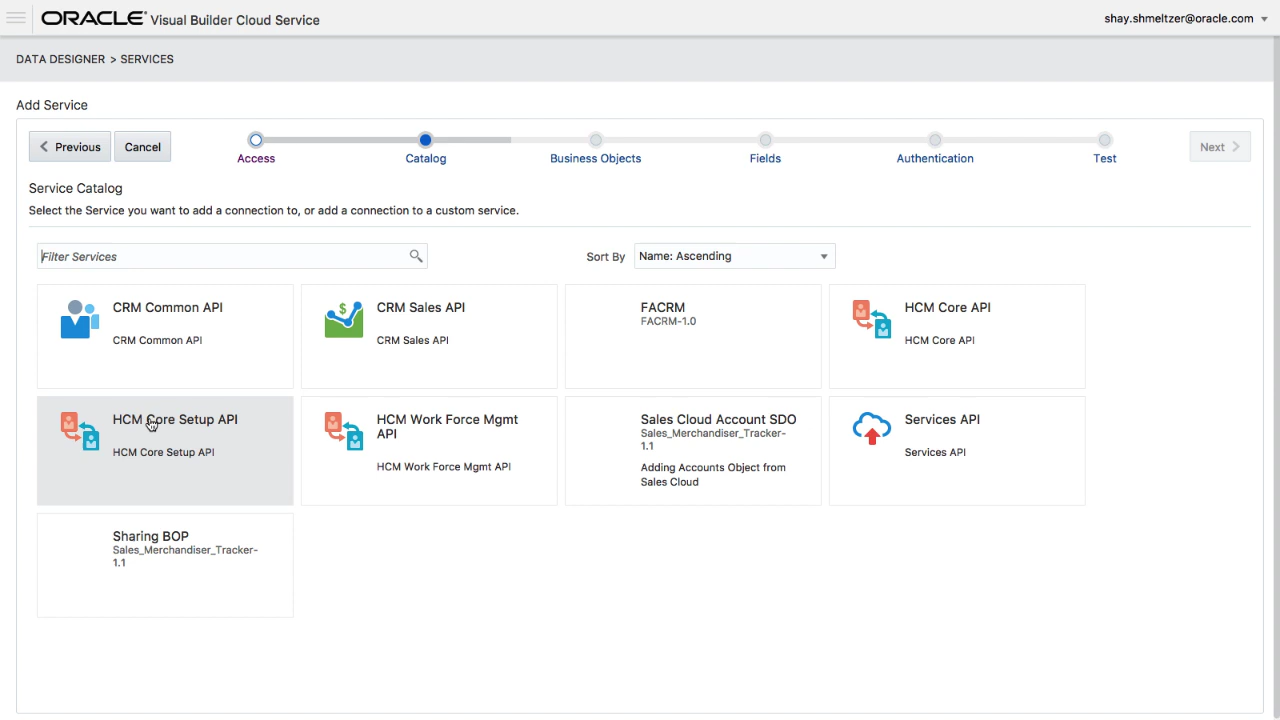 ORACLE® Visual Builder Cloud Service
shay.shmeltzer@oracle.com
DATA DESIGNER > SERVICES
Add Service
Previous
Cancel
Access
Catalog
Business Objects
Fields
Authentication
Test
Next
Service Catalog
Select the Service you want to add a connection to, or add a connection to a custom service.
Filter Services
Sort By
Name: Ascending
CRM Common API
CRM Common API
CRM Sales API
CRM Sales API
FACRM
FACRM-1.0
HCM Core API
HCM Core API
HCM Core Setup API
HCM Core Setup API
HCM Work Force Mgmt
API
HCM Work Force Mgmt API
Sales Cloud Account SDO
Sales_Merchandiser_Tracker-
1.1
Adding Accounts Object from
Sales Cloud
Services API
Services API
Sharing BOP
Sales_Merchandiser_Tracker-
1.1